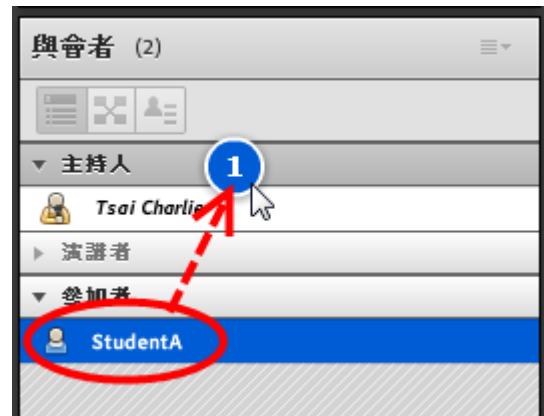 與會者 (2)
主持人
1
Tsai Charlie
演講者
參加者
StudentA